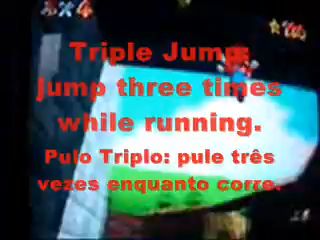 Triple Jump:
jump three times
while running.
Pulo Triplo: pule três
vezes enquanto corre.